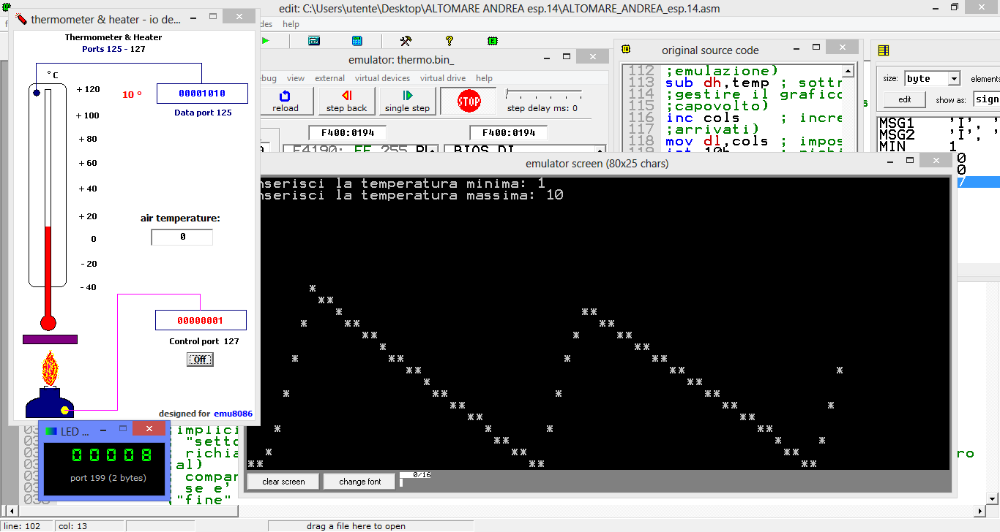 edit: C:\Users\utente\Desktop\ALTOMARE ANDREA esp.14\ALTOMARE_ANDREA_esp.14.asm
help
thermometer & heater - io de...
Thermometer & Heater
Ports 125 - 127
°C
+ 120
+ 100
+ 80
+ 60
+ 40
+ 20
0
- 20
- 40
10 °
00001010
Data port 125
air temperature:
0
00000001
Control port 127
Off
designed for emu8086
emulator: thermo.bin_
view external virtual devices virtual drive help
reload
step back
single step
STOP
step delay ms: 0
F400:0194
F400:0194
F4190: FF 255
BIOS DI
original source code
112 ;emulazione)
113 sub dh,temp ; sottr
114 ;gestire il grafico
115 ;capovolto)
116 inc cols ; incre
117 ;arrivati)
118 mov dl,cols ; impos
size: byte elements
edit show as: sign
MSG1 'I',
MSG2 'I',
MIN 1
0
0
emulator screen (80x25 chars)
nserisci la temperatura minima: 1
nserisci la temperatura massima: 10
clear screen
change font
0/16
LED ...
00008
port 199 (2 bytes)
implici
"setto
richia
al)
compar
se e'
"fine"
ro
line: 102
col: 13
drag a file here to open